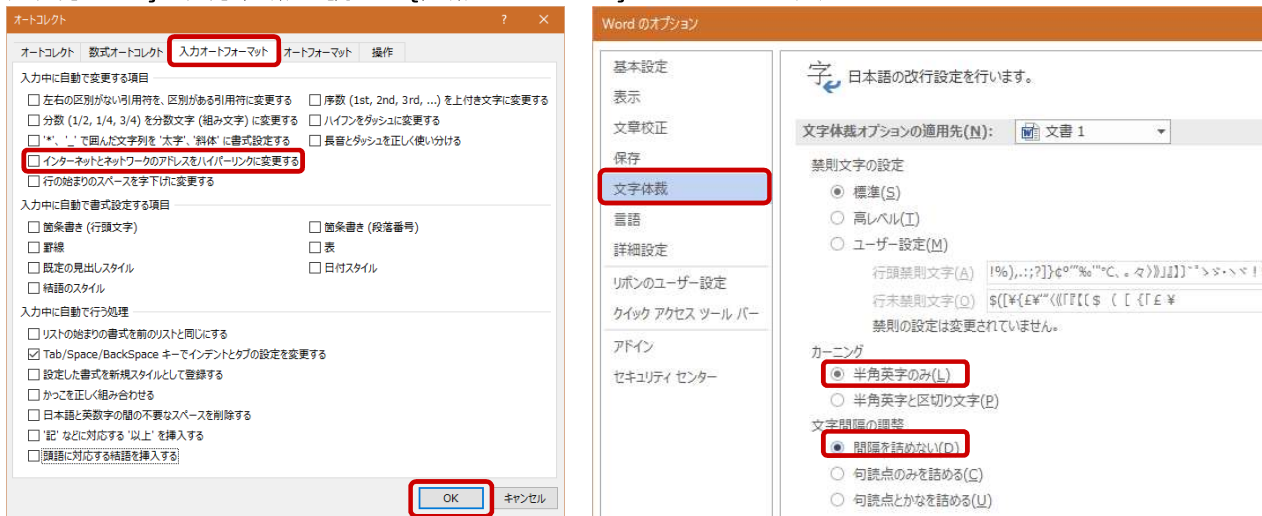 オートコレクト ? ×
オートコレクト 数式オートコレクト 入力オートフォーマット オートフォーマット 操作
入力中に自動で変更する項目
左右の区別がない引用符を、区別がある引用符に変更する 序数 (1st, 2nd, 3rd, ...) を上付き文字に変更する
分数 (1/2, 1/4, 3/4) を分数文字 (組み文字) に変更する ハイフンをダッシュに変更する
'*'、'_' で囲んだ文字列を '太字'、'斜体' に書式設定する 長音とダッシュを正しく使い分ける
インターネットとネットワークのアドレスをハイパーリンクに変更する
行の始まりのスペースを字下げに変更する
入力中に自動で書式設定する項目
箇条書き (行頭文字) 箇条書き (段落番号)
罫線 表
既定の見出しスタイル 日付スタイル
結語のスタイル
入力中に自動で行う処理
リストの始まりの書式を前のリストと同じにする
Tab/Space/BackSpace キーでインデントとタブの設定を変更する
設定した書式を新規スタイルとして登録する
かっこを正しく組み合わせる
日本語と英数字の間の不要なスペースを削除する
'記' などに対応する '以上' を挿入する
頭語に対応する結語を挿入する
OK キャンセル
Word のオプション
基本設定
表示
文章校正
保存
文字体裁
言語
詳細設定
リボンのユーザー設定
クイック アクセス ツール バー
アドイン
セキュリティ センター
字 日本語の改行設定を行います。
文字体裁オプションの適用先(N): 文書 1
禁則文字の設定
標準(S)
高レベル(T)
ユーザー設定(M)
行頭禁則文字(A)
行末禁則文字(O)
禁則の設定は変更されていません。
カーニング
半角英字のみ(L)
半角英字と区切り文字(P)
文字間隔の調整
間隔を詰めない(D)
句読点のみを詰める(C)
句読点とかなを詰める(U)